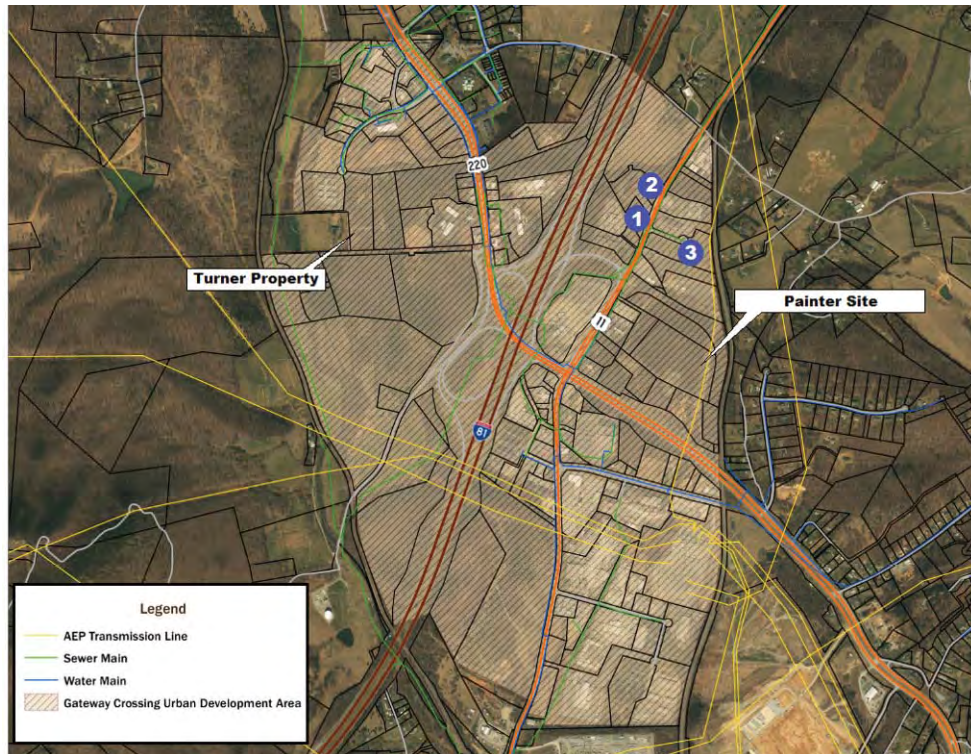 220
2
1
3
Turner Property
Painter Site
11
81
Legend
AEP Transmission Line
Sewer Main
Water Main
Gateway Crossing Urban Development Area